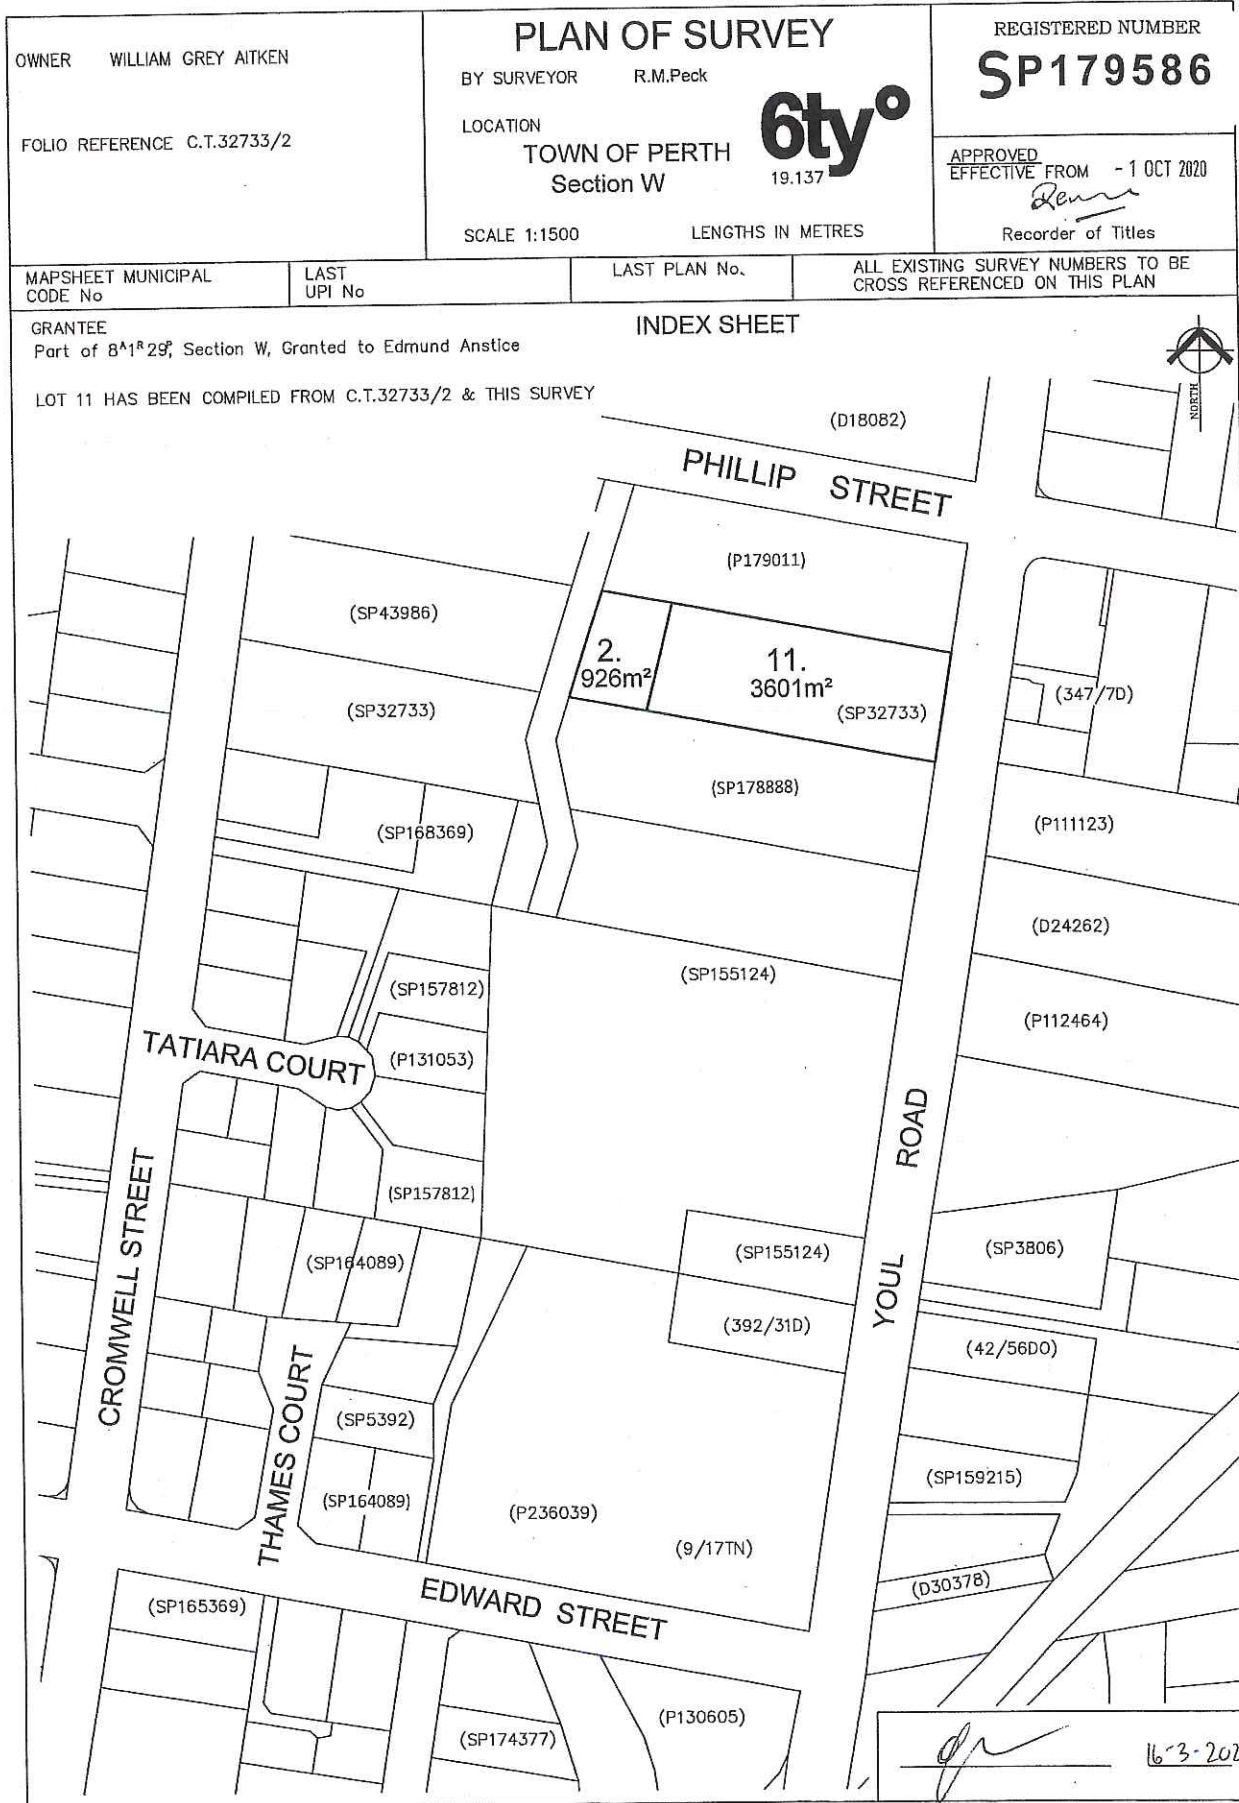 OWNER WILLIAM GREY AITKEN
FOLIO REFERENCE C.T.32733/2
PLAN OF SURVEY
BY SURVEYOR R.M.Peck
LOCATION
TOWN OF PERTH
Section W
6ty°
19.137
SCALE 1:1500 LENGTHS IN METRES
REGISTERED NUMBER
SP179586
APPROVED
EFFECTIVE FROM - 1 OCT 2020
Recorder of Titles
MAPSHEET MUNICIPAL
CODE No
LAST
UPI No
LAST PLAN No.
ALL EXISTING SURVEY NUMBERS TO BE
CROSS REFERENCED ON THIS PLAN
GRANTEE
Part of 8ᴬ1ᴿ29ᴾ, Section W, Granted to Edmund Anstice
INDEX SHEET
LOT 11 HAS BEEN COMPILED FROM C.T.32733/2 & THIS SURVEY
NORTH
(D18082)
PHILLIP STREET
(P179011)
(SP43986)
2.
926m²
11.
3601m²
(SP32733)
(SP32733)
(347/7D)
(SP178888)
(SP168369)
(P111123)
(D24262)
(SP155124)
(SP157812)
(P112464)
TATIARA COURT
(P131053)
YOUL ROAD
(SP157812)
CROMWELL STREET
(SP164089)
(SP155124)
(SP3806)
(392/31D)
(42/56DO)
THAMES COURT
(SP5392)
(SP159215)
(SP164089)
(P236039)
(9/17TN)
(D30378)
EDWARD STREET
(SP165369)
(P130605)
(SP174377)
16-3-202